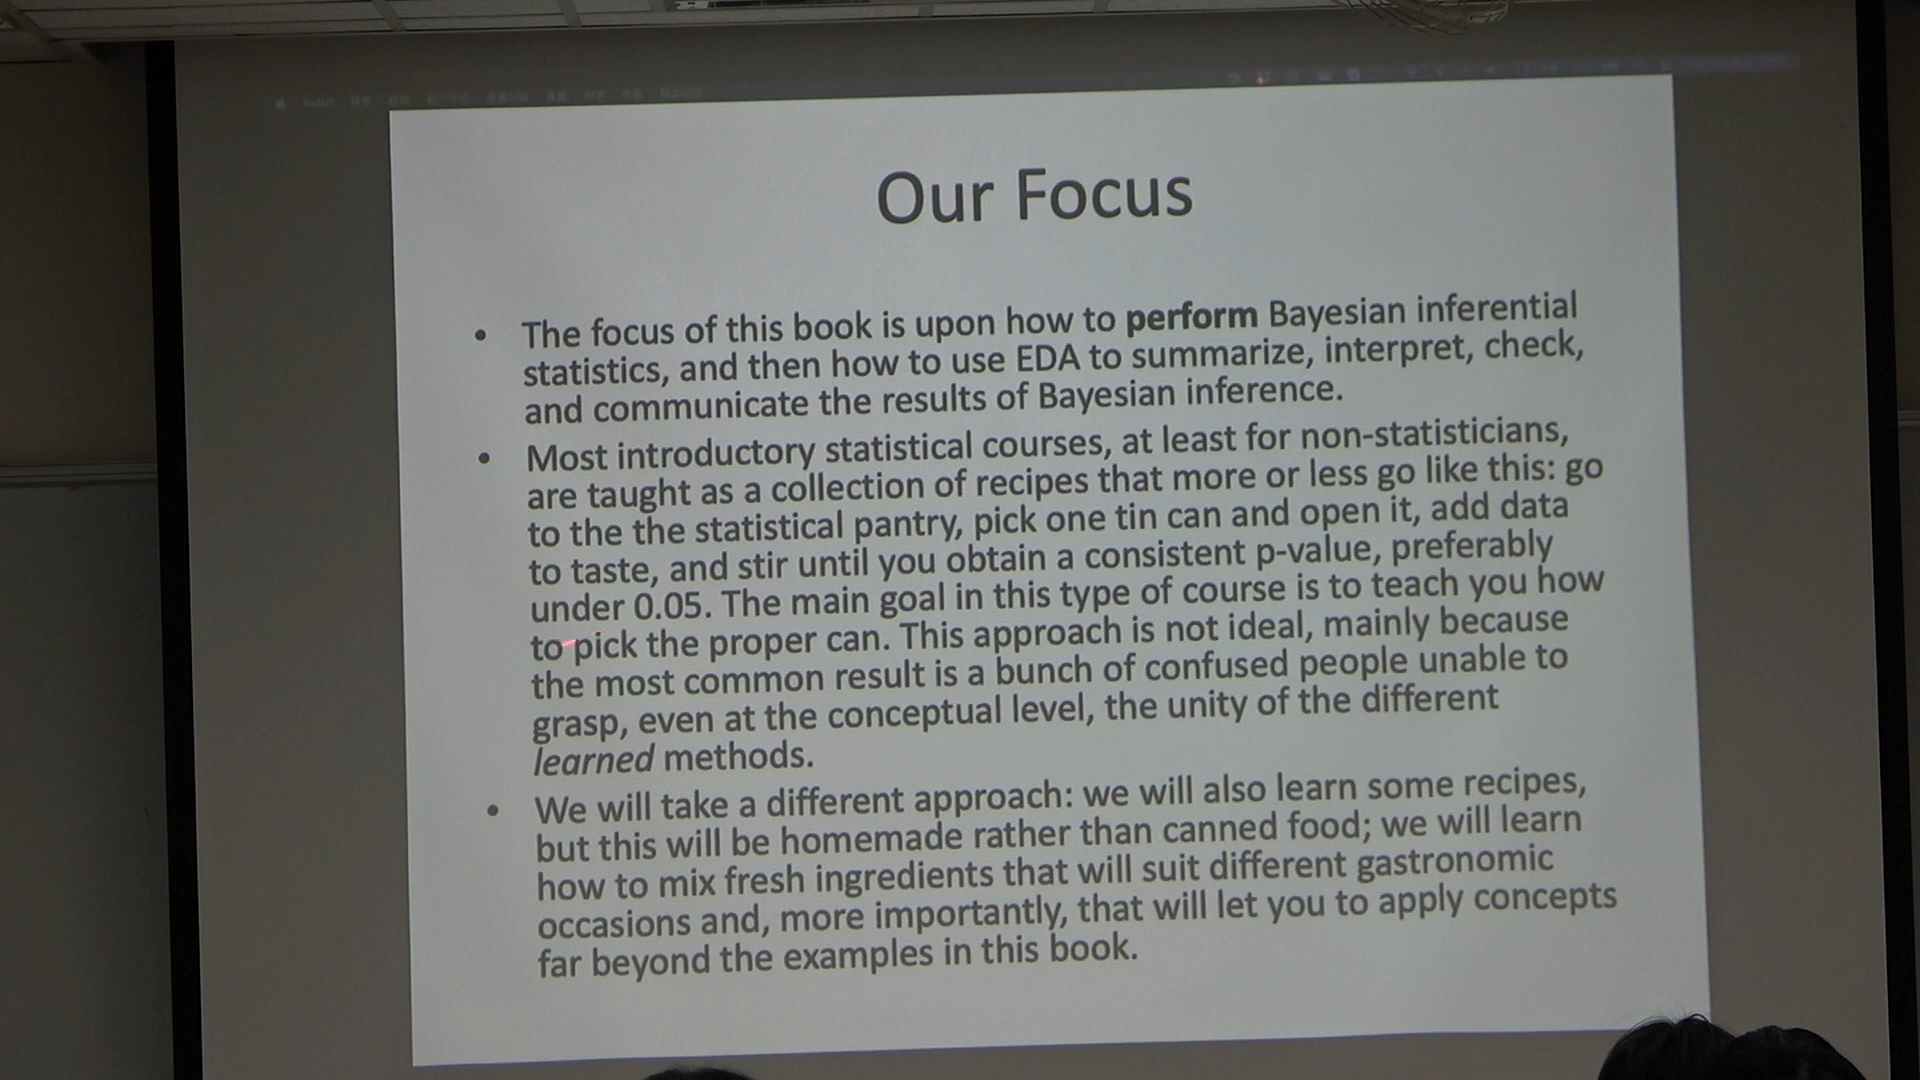 Our Focus
• The focus of this book is upon how to perform Bayesian inferential
statistics, and then how to use EDA to summarize, interpret, check,
and communicate the results of Bayesian inference.
• Most introductory statistical courses, at least for non-statisticians,
are taught as a collection of recipes that more or less go like this: go
to the the statistical pantry, pick one tin can and open it, add data
to taste, and stir until you obtain a consistent p-value, preferably
under 0.05. The main goal in this type of course is to teach you how
to pick the proper can. This approach is not ideal, mainly because
the most common result is a bunch of confused people unable to
grasp, even at the conceptual level, the unity of the different
learned methods.
• We will take a different approach: we will also learn some recipes,
but this will be homemade rather than canned food; we will learn
how to mix fresh ingredients that will suit different gastronomic
occasions and, more importantly, that will let you to apply concepts
far beyond the examples in this book.